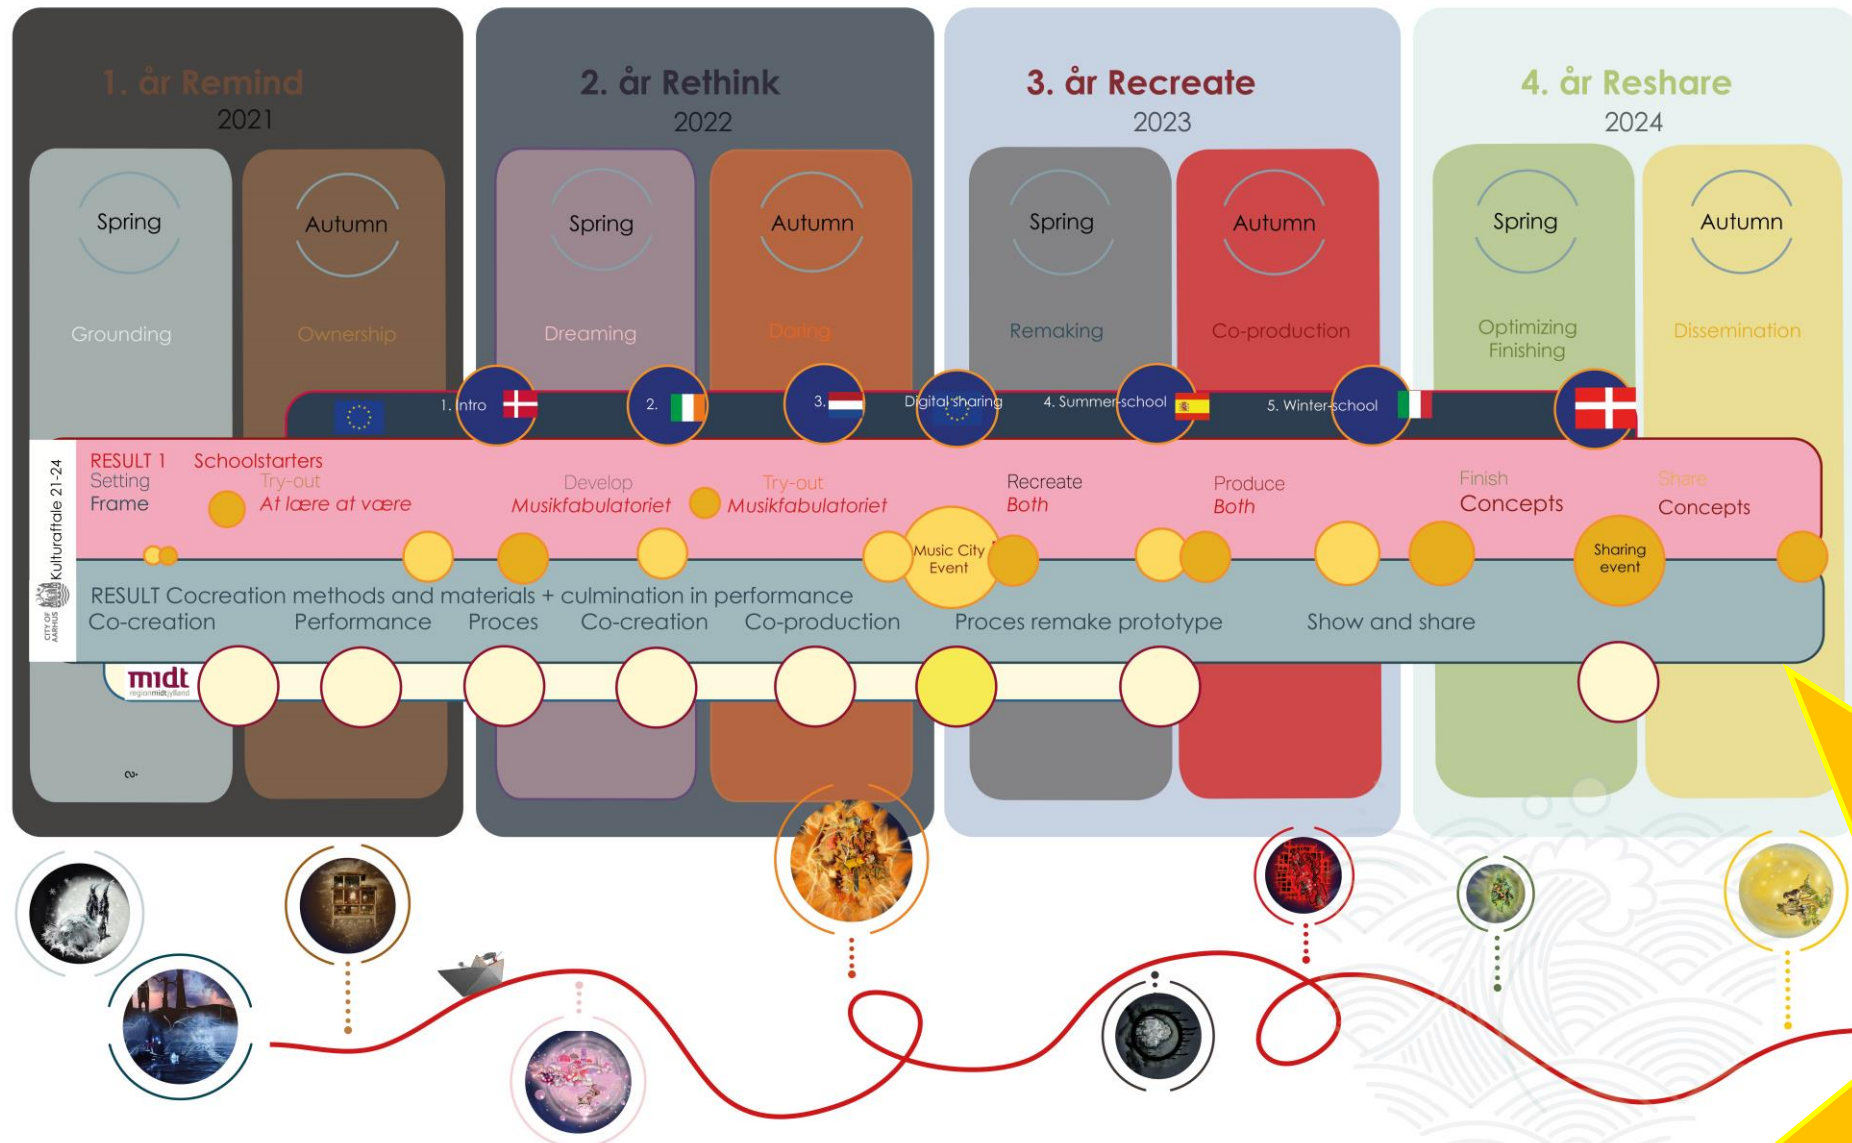 1. år Remind
2021
2. år Rethink
2022
3. år Recreate
2023
4. år Reshare
2024
Spring
Autumn
Spring
Autumn
Spring
Autumn
Spring
Autumn
Grounding
Ownership
Dreaming
Daring
Remaking
Co-production
Optimizing
Finishing
Dissemination
1. Intro
2.
3.
Digital sharing
4. Summer-school
5. Winter-school
Kulturaftale 21-24
CITY OF
AARHUS
RESULT 1 Schoolstarters
Setting
Frame
Try-out
At lære at være
Develop
Musikfabulatoriet
Try-out
Musikfabulatoriet
Recreate
Both
Produce
Both
Finish
Concepts
Share
Concepts
Music City
Event
Sharing
event
RESULT Cocreation methods and materials + culmination in performance
Co-creation Performance Proces Co-creation Co-production Proces remake prototype Show and share
midt
regionmidtjylland